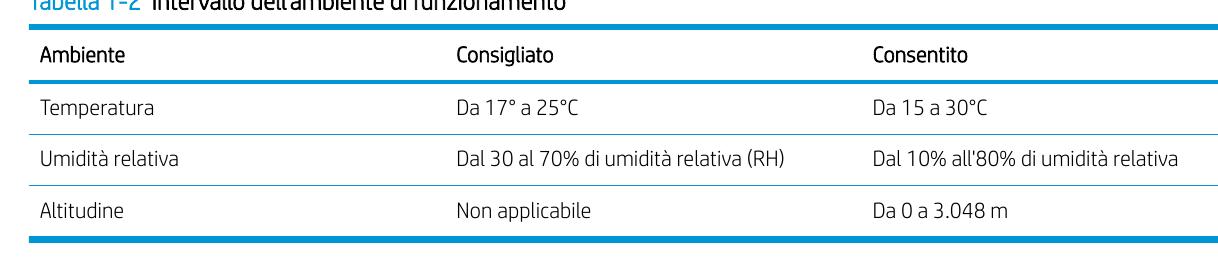 Tabella 1-2 Intervallo dell'ambiente di funzionamento
Ambiente Consigliato Consentito
Temperatura Da 17° a 25°C Da 15 a 30°C
Umidità relativa Dal 30 al 70% di umidità relativa (RH) Dal 10% all'80% di umidità relativa
Altitudine Non applicabile Da 0 a 3.048 m